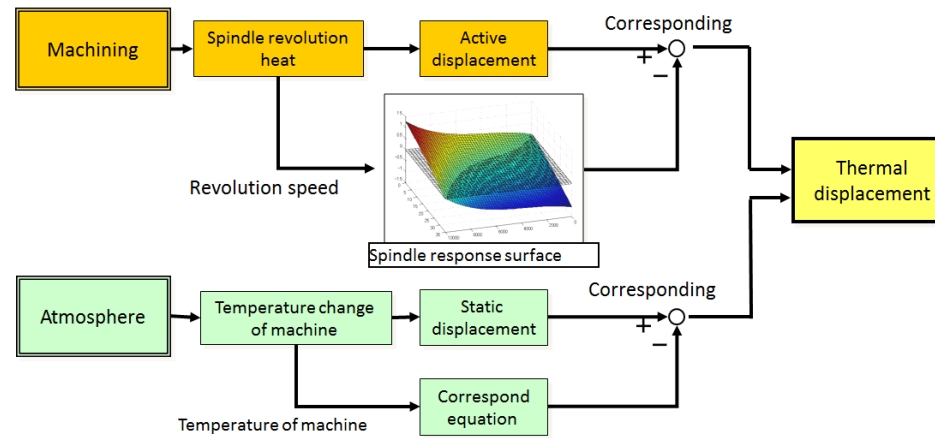 Corresponding
Machining
Spindle revolution
heat
Active
displacement
+
−
Revolution speed
Spindle response surface
Thermal
displacement
Corresponding
Atmosphere
Temperature change
of machine
Static
displacement
+
−
Correspond
equation
Temperature of machine